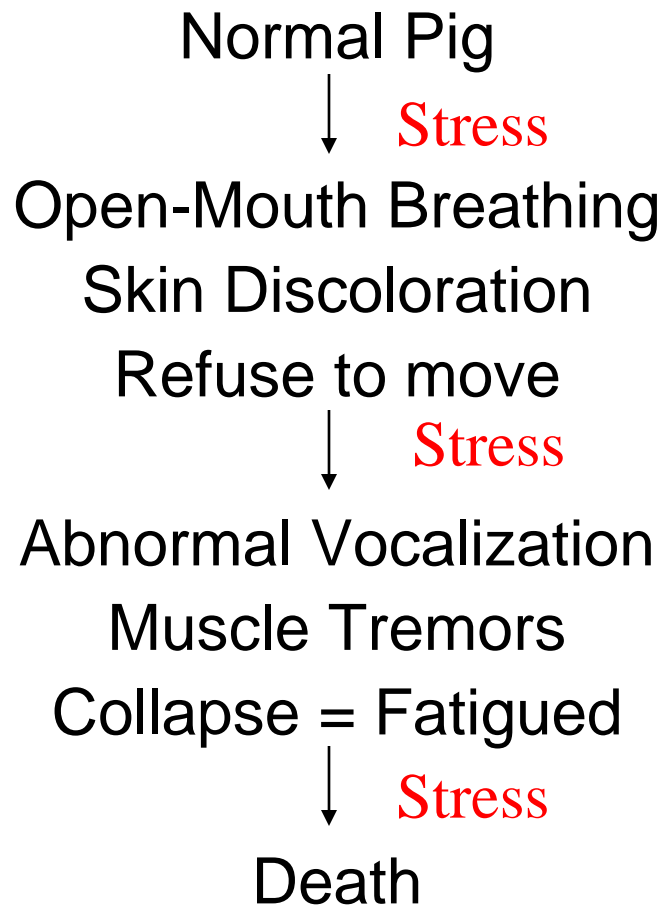 Normal Pig
Stress
Open-Mouth Breathing
Skin Discoloration
Refuse to move
Stress
Abnormal Vocalization
Muscle Tremors
Collapse = Fatigued
Stress
Death